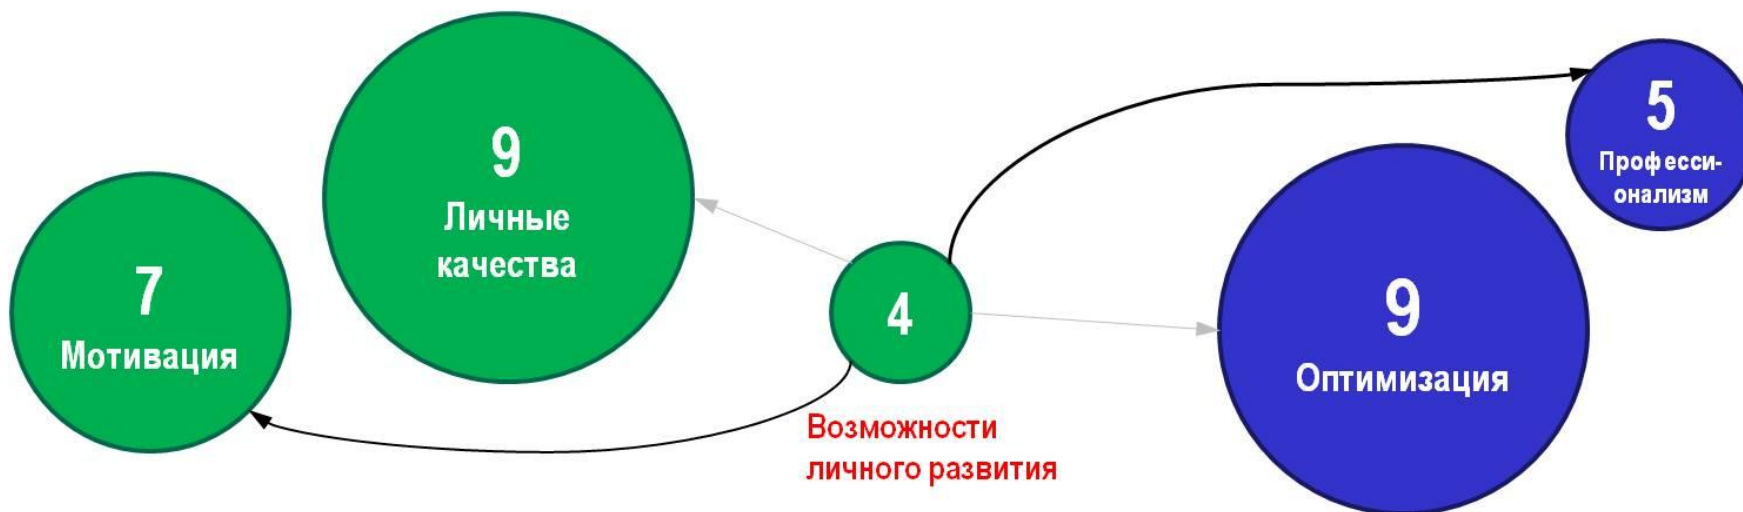 7
Мотивация
9
Личные
качества
4
Возможности
личного развития
9
Оптимизация
5
Професси-
онализм